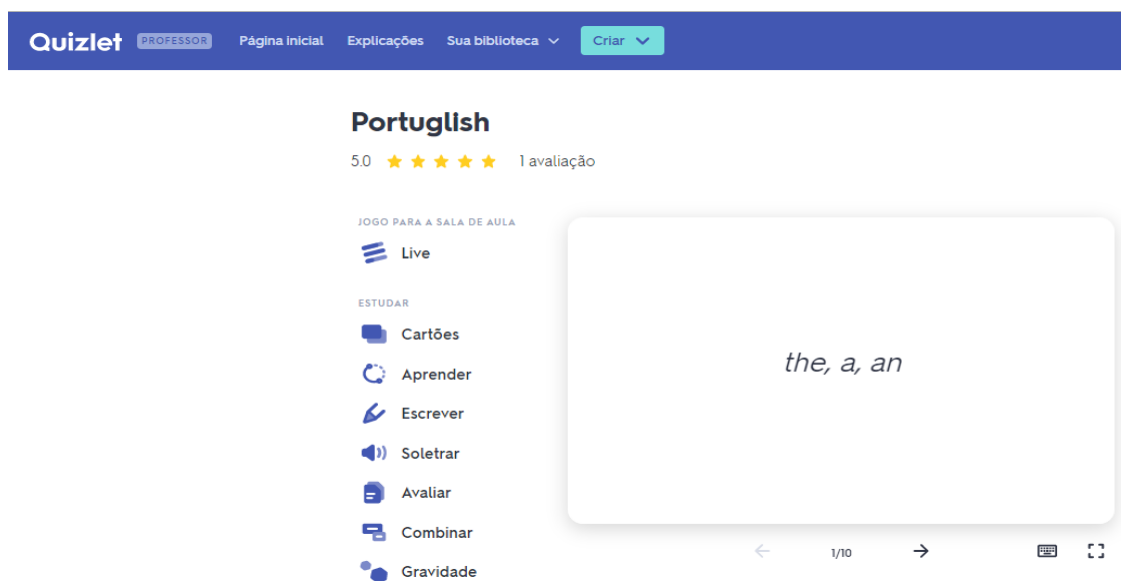 Quizlet PROFESSOR Página inicial Explicações Sua biblioteca Criar
Portuglish
5.0 1 avaliação
JOGO PARA A SALA DE AULA
Live
ESTUDAR
Cartões
Aprender
Escrever
Soletrar
Avaliar
Combinar
Gravidade
the, a, an
1/10